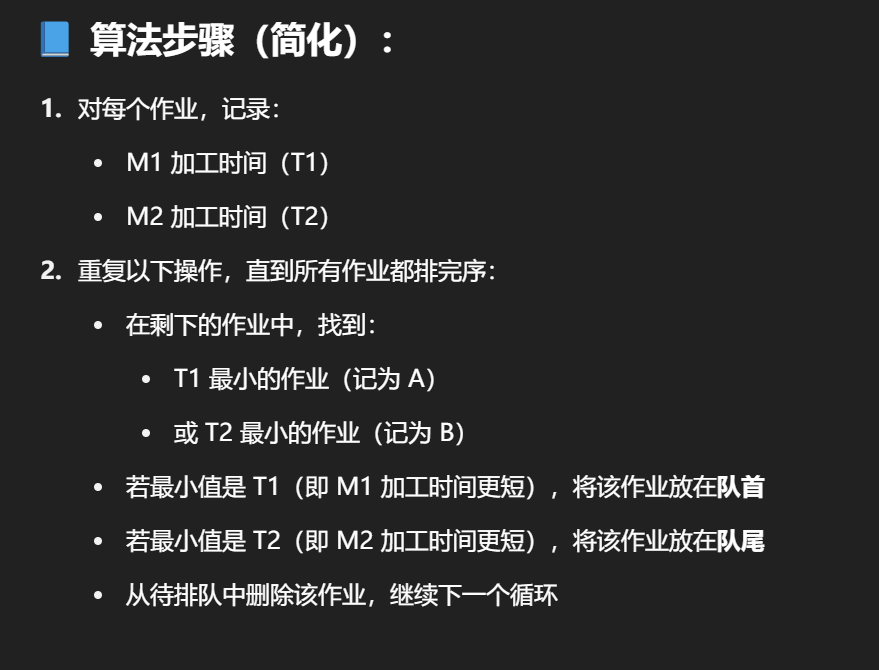 📘 算法步骤（简化）：
1. 对每个作业，记录：
• M1 加工时间（T1）
• M2 加工时间（T2）
2. 重复以下操作，直到所有作业都排完序：
• 在剩下的作业中，找到：
• T1 最小的作业（记为 A）
• 或 T2 最小的作业（记为 B）
• 若最小值是 T1（即 M1 加工时间更短），将该作业放在队首
• 若最小值是 T2（即 M2 加工时间更短），将该作业放在队尾
• 从待排队中删除该作业，继续下一个循环